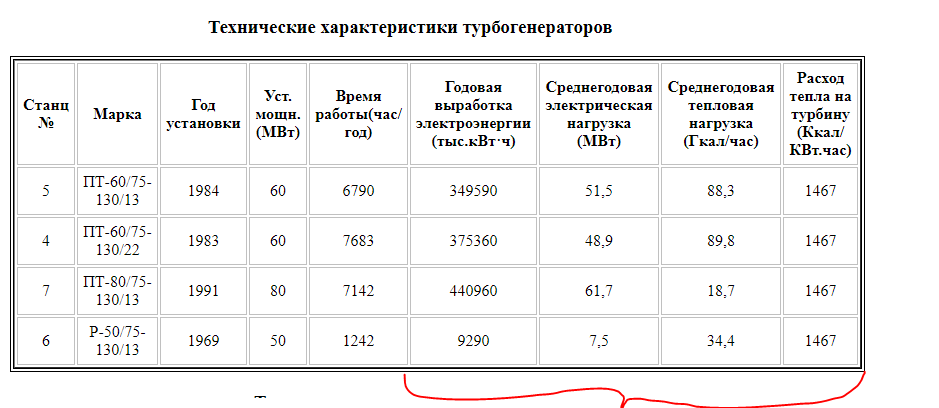 Технические характеристики турбогенераторов
Станц №
Марка
Год установки
Уст. мощн. (МВт)
Время работы(час/год)
Годовая выработка электроэнергии (тыс.кВт·ч)
Среднегодовая электрическая нагрузка (МВт)
Среднегодовая тепловая нагрузка (Гкал/час)
Расход тепла на турбину (Ккал/КВт.час)
5 ПТ-60/75-130/13 1984 60 6790 349590 51,5 88,3 1467
4 ПТ-60/75-130/22 1983 60 7683 375360 48,9 89,8 1467
7 ПТ-80/75-130/13 1991 80 7142 440960 61,7 18,7 1467
6 Р-50/75-130/13 1969 50 1242 9290 7,5 34,4 1467